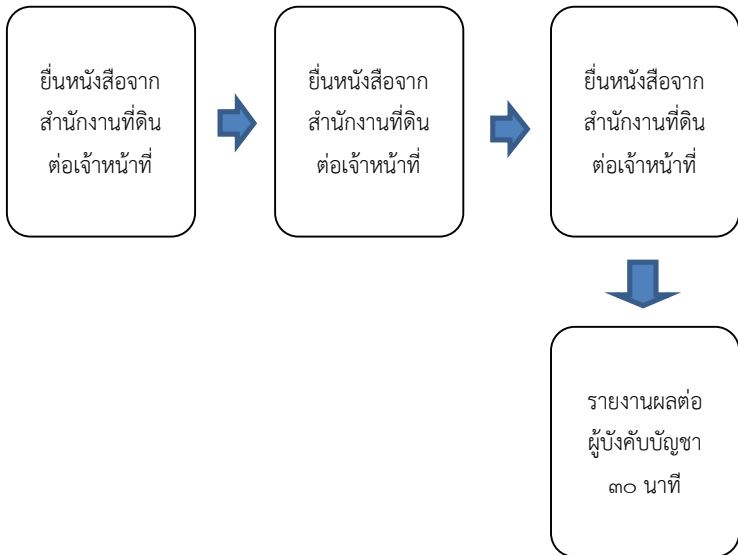 ยื่นหนังสือจาก
สำนักงานที่ดิน
ต่อเจ้าหน้าที่
ยื่นหนังสือจาก
สำนักงานที่ดิน
ต่อเจ้าหน้าที่
ยื่นหนังสือจาก
สำนักงานที่ดิน
ต่อเจ้าหน้าที่
รายงานผลต่อ
ผู้บังคับบัญชา
๓๐ นาที